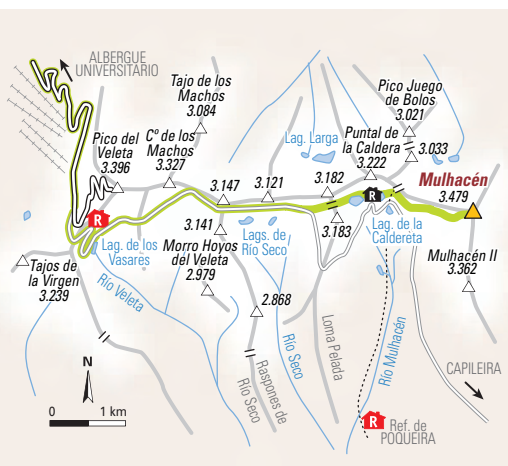 ALBERGUE
UNIVERSITARIO
Tajo de los
Machos
3.084
Pico Juego
de Bolos
3.021
Pico del
Veleta
3.396
Cº de los
Machos
3.327
Lag. Larga
Puntal de
la Caldera
3.222
3.033
Mulhacén
3.479
3.147
3.121
3.182
R
R
3.141
Morro Hoyos
del Veleta
2.979
Lags. de
Río Seco
3.183
Lag. de la
Caldereta
Lag. de los
Vasares
Tajos de
la Virgen
3.239
Río Veleta
2.868
Mulhacén II
3.362
Raspones de
Río Seco
Río Seco
Loma Pelada
Río Mulhacén
CAPILEIRA
N
0 1 km
R
Ref. de
POQUEIRA